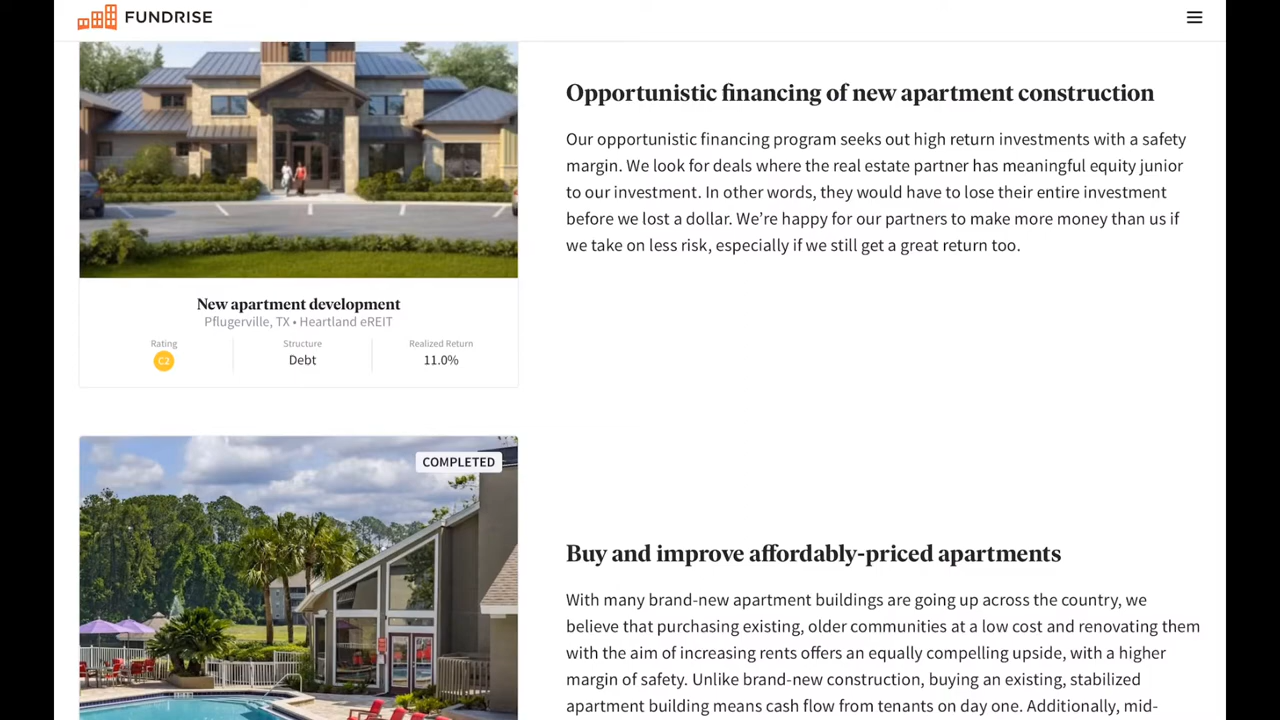 FUNDRISE
Opportunistic financing of new apartment construction
Our opportunistic financing program seeks out high return investments with a safety
margin. We look for deals where the real estate partner has meaningful equity junior
to our investment. In other words, they would have to lose their entire investment
before we lost a dollar. We’re happy for our partners to make more money than us if
we take on less risk, especially if we still get a great return too.
New apartment development
Pflugerville, TX • Heartland eREIT
Rating Structure Realized Return
C2 Debt 11.0%
COMPLETED
Buy and improve affordably-priced apartments
With many brand-new apartment buildings are going up across the country, we
believe that purchasing existing, older communities at a low cost and renovating them
with the aim of increasing rents offers an equally compelling upside, with a higher
margin of safety. Unlike brand-new construction, buying an existing, stabilized
apartment building means cash flow from tenants on day one. Additionally, mid-